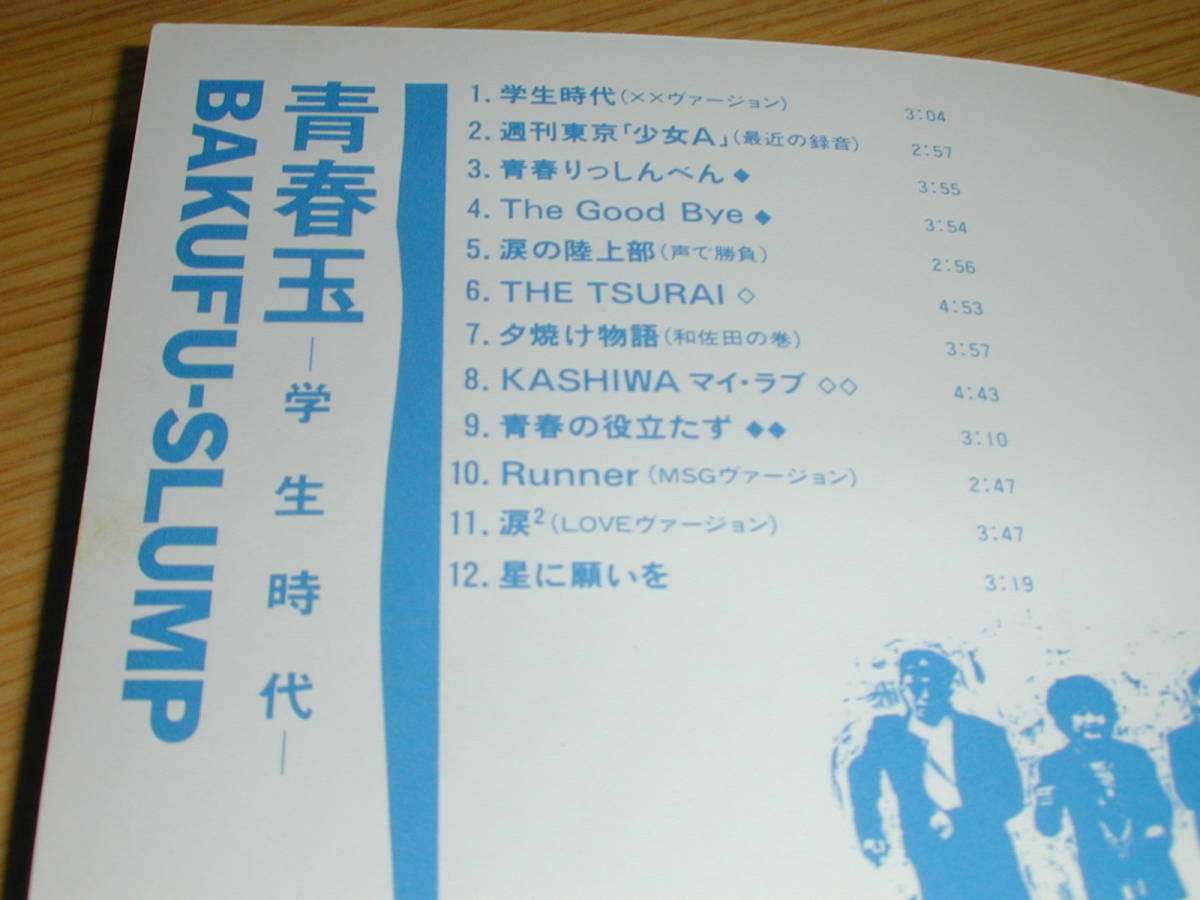 青春玉
―学生時代―
BAKUFU-SLUMP
1. 学生時代(××ヴァージョン) 3:04
2. 週刊東京「少女A」(最近の録音) 2:57
3. 青春りっしんべん◆ 3:55
4. The Good Bye◆ 3:54
5. 涙の陸上部(声で勝負) 2:56
6. THE TSURAI◇ 4:53
7. 夕焼け物語(和佐田の巻) 3:57
8. KASHIWAマイ・ラブ◇◇ 4:43
9. 青春の役立たず◆◆ 3:10
10. Runner(MSGヴァージョン) 2:47
11. 涙²(LOVEヴァージョン) 3:47
12. 星に願いを 3:19